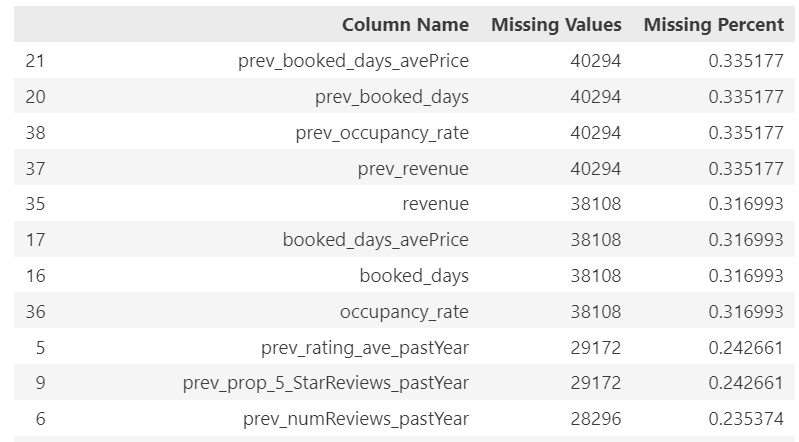 Column Name Missing Values Missing Percent
21 prev_booked_days_avePrice 40294 0.335177
20 prev_booked_days 40294 0.335177
38 prev_occupancy_rate 40294 0.335177
37 prev_revenue 40294 0.335177
35 revenue 38108 0.316993
17 booked_days_avePrice 38108 0.316993
16 booked_days 38108 0.316993
36 occupancy_rate 38108 0.316993
5 prev_rating_ave_pastYear 29172 0.242661
9 prev_prop_5_StarReviews_pastYear 29172 0.242661
6 prev_numReviews_pastYear 28296 0.235374